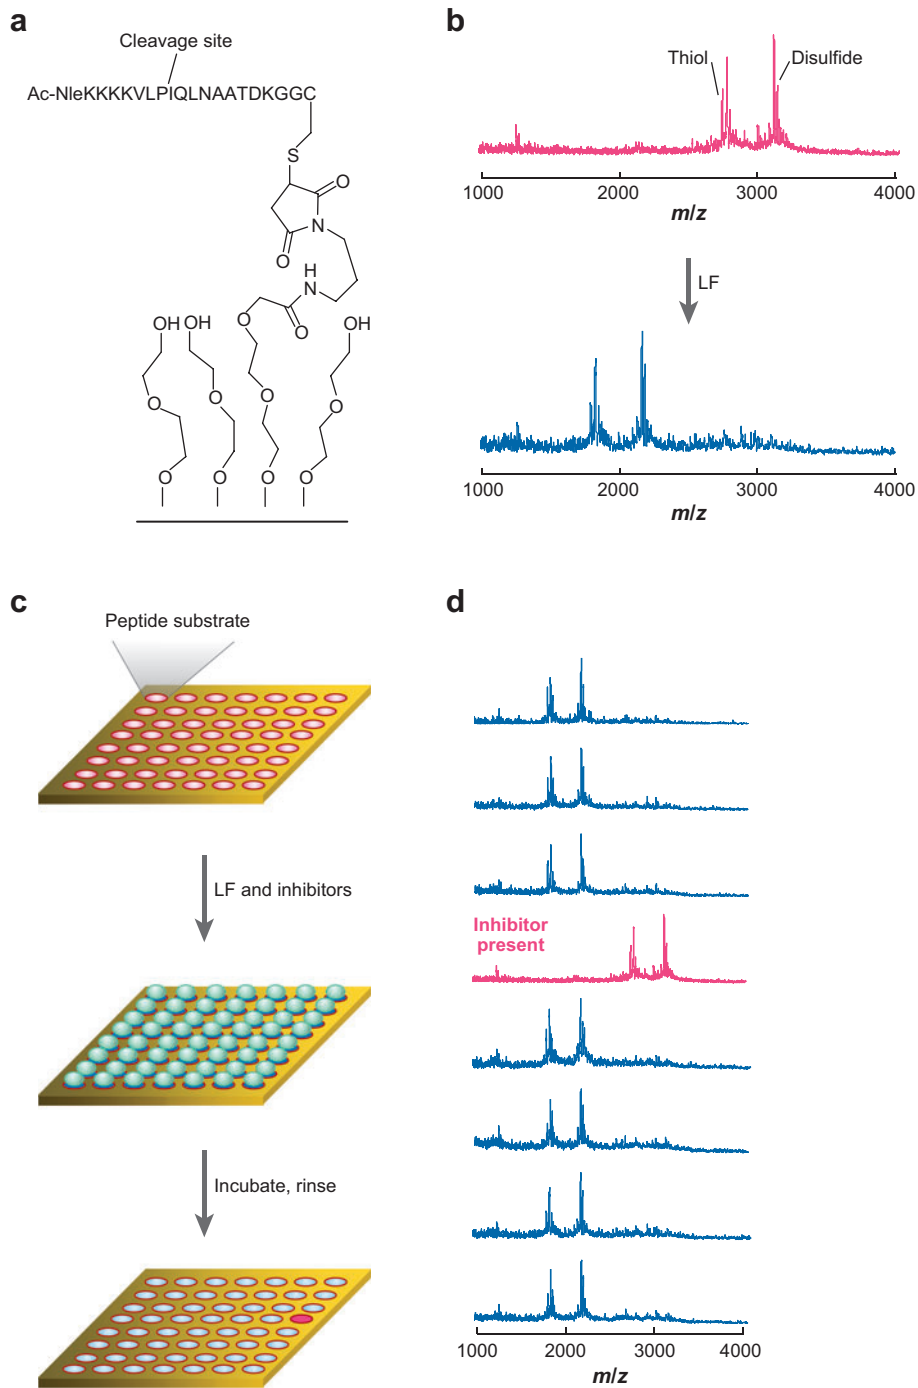 a
Cleavage site
Ac-NleKKKKVLPIQLNAATDKGGC
S
O
N
O
H
N
O
O
OH
OH
OH
O
O
O
O
O
O
O
b
Thiol
Disulfide
1000 2000 3000 4000
m/z
LF
1000 2000 3000 4000
m/z
c
Peptide substrate
LF and inhibitors
Incubate, rinse
d
Inhibitor
present
1000 2000 3000 4000
m/z